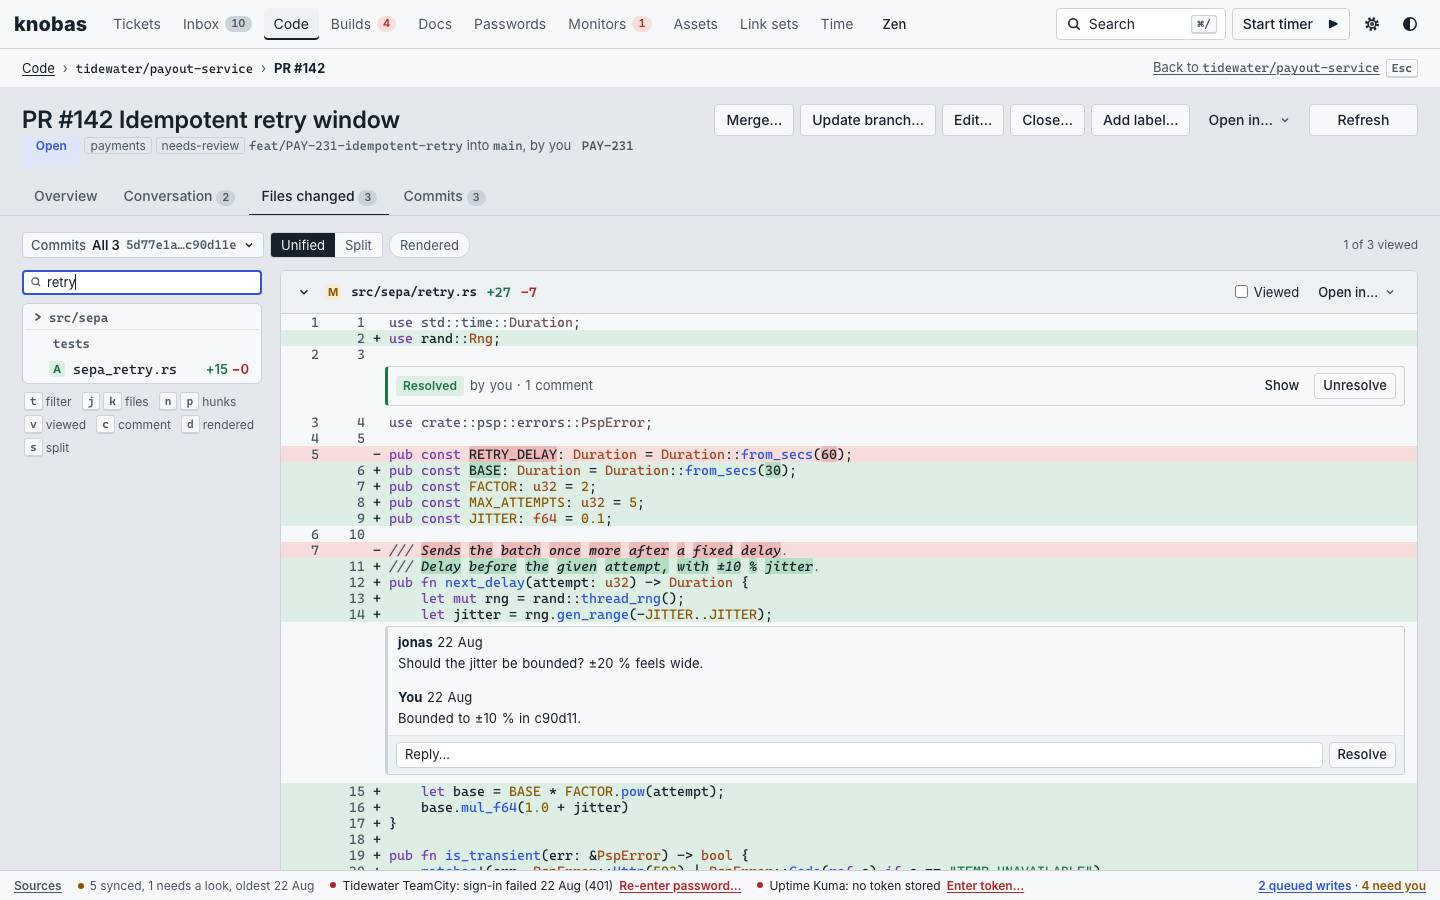 knobas Tickets Inbox 10 Code Builds 4 Docs Passwords Monitors 1 Assets Link sets Time Zen Search ⌘/ Start timer
Code › tidewater/payout-service › PR #142 Back to tidewater/payout-service Esc
PR #142 Idempotent retry window Merge... Update branch... Edit... Close... Add label... Open in... Refresh
Open payments needs-review feat/PAY-231-idempotent-retry into main, by you PAY-231
Overview Conversation 2 Files changed 3 Commits 3
Commits All 3 5d77e1a…c90d11e Unified Split Rendered 1 of 3 viewed
retry
src/sepa
tests
A sepa_retry.rs +15 −0
t filter j k files n p hunks
v viewed c comment d rendered
s split
M src/sepa/retry.rs +27 −7 Viewed Open in...
1 1 use std::time::Duration;
2 + use rand::Rng;
2 3
Resolved by you · 1 comment Show Unresolve
3 4 use crate::psp::errors::PspError;
4 5
5 − pub const RETRY_DELAY: Duration = Duration::from_secs(60);
6 + pub const BASE: Duration = Duration::from_secs(30);
7 + pub const FACTOR: u32 = 2;
8 + pub const MAX_ATTEMPTS: u32 = 5;
9 + pub const JITTER: f64 = 0.1;
6 10
7 − /// Sends the batch once more after a fixed delay.
11 + /// Delay before the given attempt, with ±10 % jitter.
12 + pub fn next_delay(attempt: u32) -> Duration {
13 + let mut rng = rand::thread_rng();
14 + let jitter = rng.gen_range(-JITTER..JITTER);
jonas 22 Aug
Should the jitter be bounded? ±20 % feels wide.
You 22 Aug
Bounded to ±10 % in c90d11.
Reply... Resolve
15 + let base = BASE * FACTOR.pow(attempt);
16 + base.mul_f64(1.0 + jitter)
17 + }
18 +
19 + pub fn is_transient(err: &PspError) -> bool {
Sources 5 synced, 1 needs a look, oldest 22 Aug Tidewater TeamCity: sign-in failed 22 Aug (401) Re-enter password... Uptime Kuma: no token stored Enter token... 2 queued writes · 4 need you